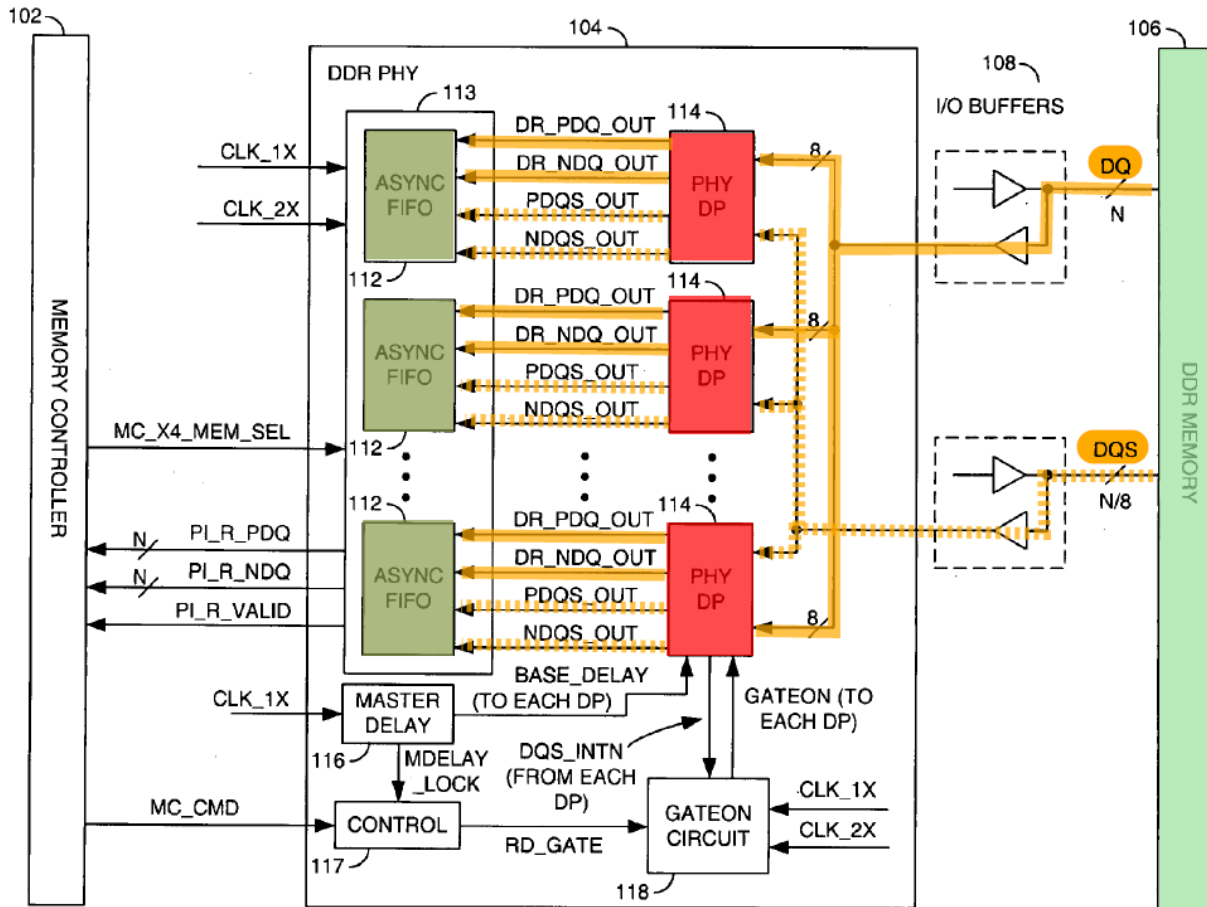 102
104
106
DDR PHY
108
I/O BUFFERS
113
114
CLK_1X
CLK_2X
ASYNC
FIFO
112
DR_PDQ_OUT
DR_NDQ_OUT
PDQS_OUT
NDQS_OUT
PHY
DP
8
DQ
N
MEMORY CONTROLLER
MC_X4_MEM_SEL
ASYNC
FIFO
112
DR_PDQ_OUT
DR_NDQ_OUT
PDQS_OUT
NDQS_OUT
114
PHY
DP
8
DQS
N/8
DDR MEMORY
N
PI_R_PDQ
N
PI_R_NDQ
PI_R_VALID
112
ASYNC
FIFO
DR_PDQ_OUT
DR_NDQ_OUT
PDQS_OUT
NDQS_OUT
114
PHY
DP
8
CLK_1X
MASTER
DELAY
116
BASE_DELAY
(TO EACH DP)
GATEON (TO
EACH DP)
MDELAY
_LOCK
DQS_INTN
(FROM EACH
DP)
MC_CMD
CONTROL
117
RD_GATE
GATEON
CIRCUIT
118
CLK_1X
CLK_2X